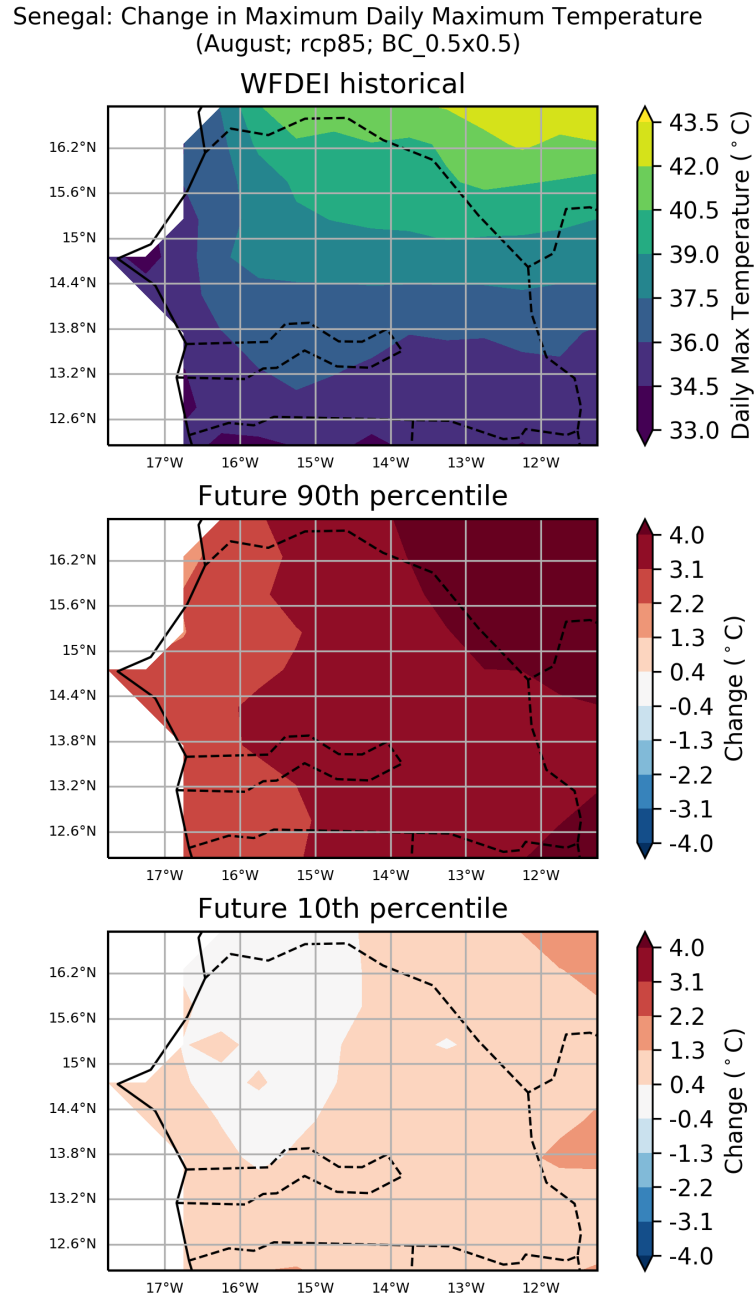 Senegal: Change in Maximum Daily Maximum Temperature
(August; rcp85; BC_0.5x0.5)
WFDEI historical
16.2°N
15.6°N
15°N
14.4°N
13.8°N
13.2°N
12.6°N
17°W 16°W 15°W 14°W 13°W 12°W
43.5
42.0
40.5
39.0
37.5
36.0
34.5
33.0
Daily Max Temperature (°C)
Future 90th percentile
16.2°N
15.6°N
15°N
14.4°N
13.8°N
13.2°N
12.6°N
17°W 16°W 15°W 14°W 13°W 12°W
4.0
3.1
2.2
1.3
0.4
-0.4
-1.3
-2.2
-3.1
-4.0
Change (°C)
Future 10th percentile
16.2°N
15.6°N
15°N
14.4°N
13.8°N
13.2°N
12.6°N
17°W 16°W 15°W 14°W 13°W 12°W
4.0
3.1
2.2
1.3
0.4
-0.4
-1.3
-2.2
-3.1
-4.0
Change (°C)